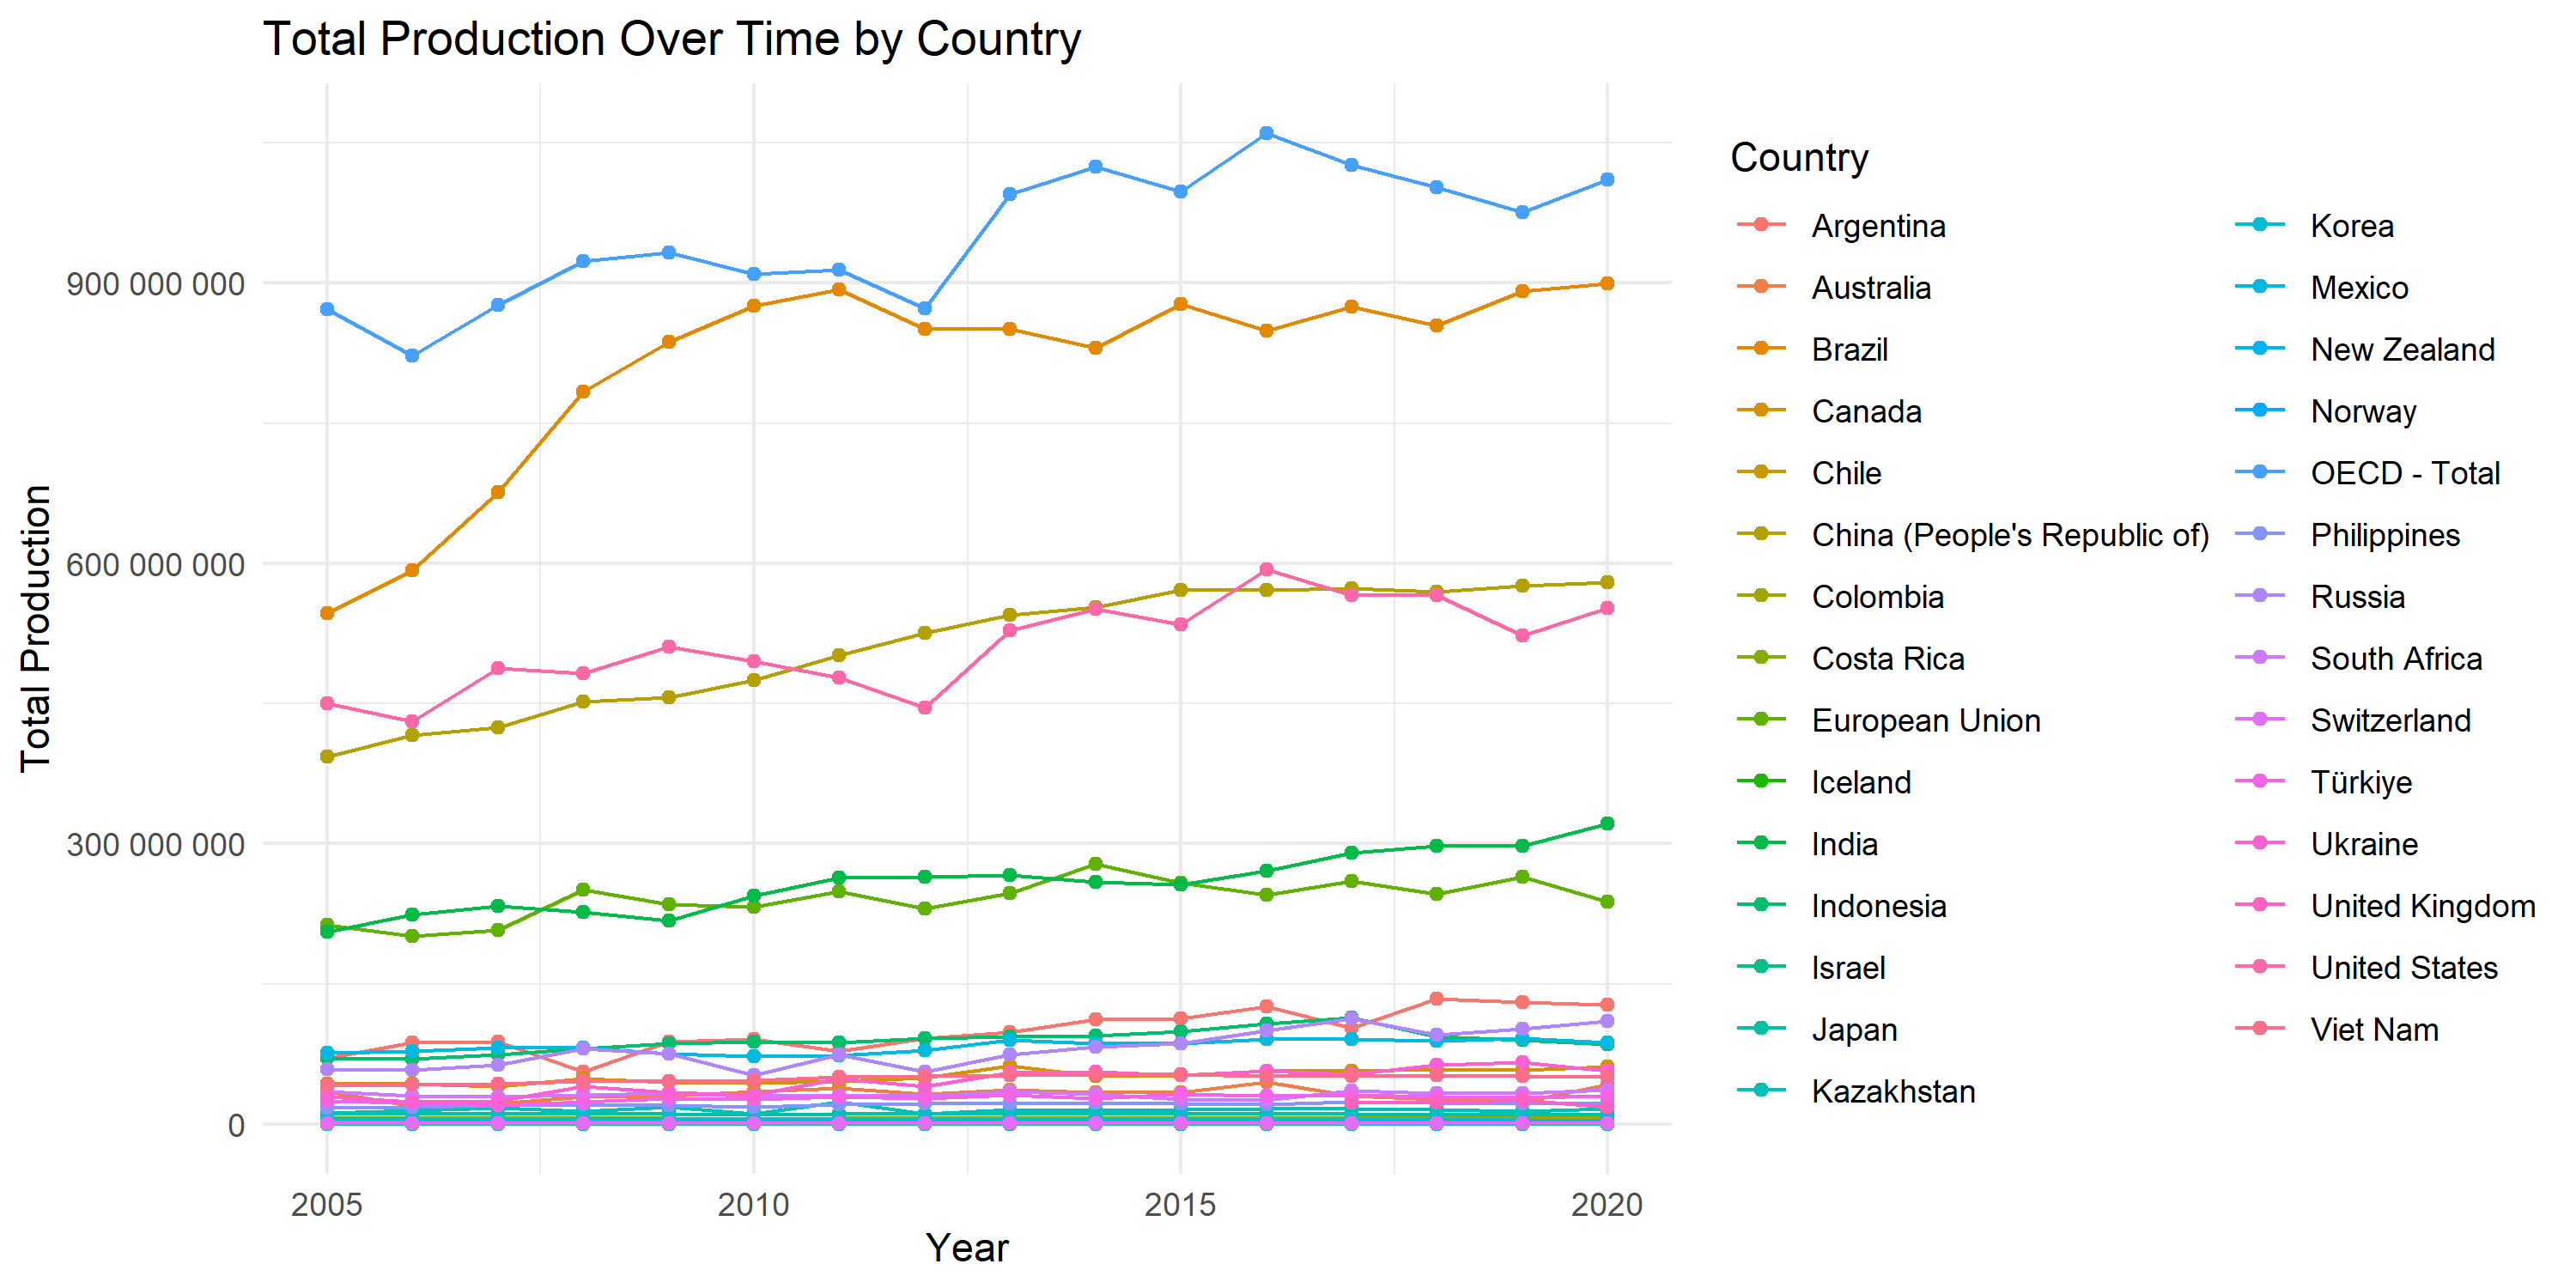 Total Production Over Time by Country
Total Production
900 000 000
600 000 000
300 000 000
0
2005
2010
2015
2020
Year
Country
Argentina
Australia
Brazil
Canada
Chile
China (People's Republic of)
Colombia
Costa Rica
European Union
Iceland
India
Indonesia
Israel
Japan
Kazakhstan
Korea
Mexico
New Zealand
Norway
OECD - Total
Philippines
Russia
South Africa
Switzerland
Türkiye
Ukraine
United Kingdom
United States
Viet Nam